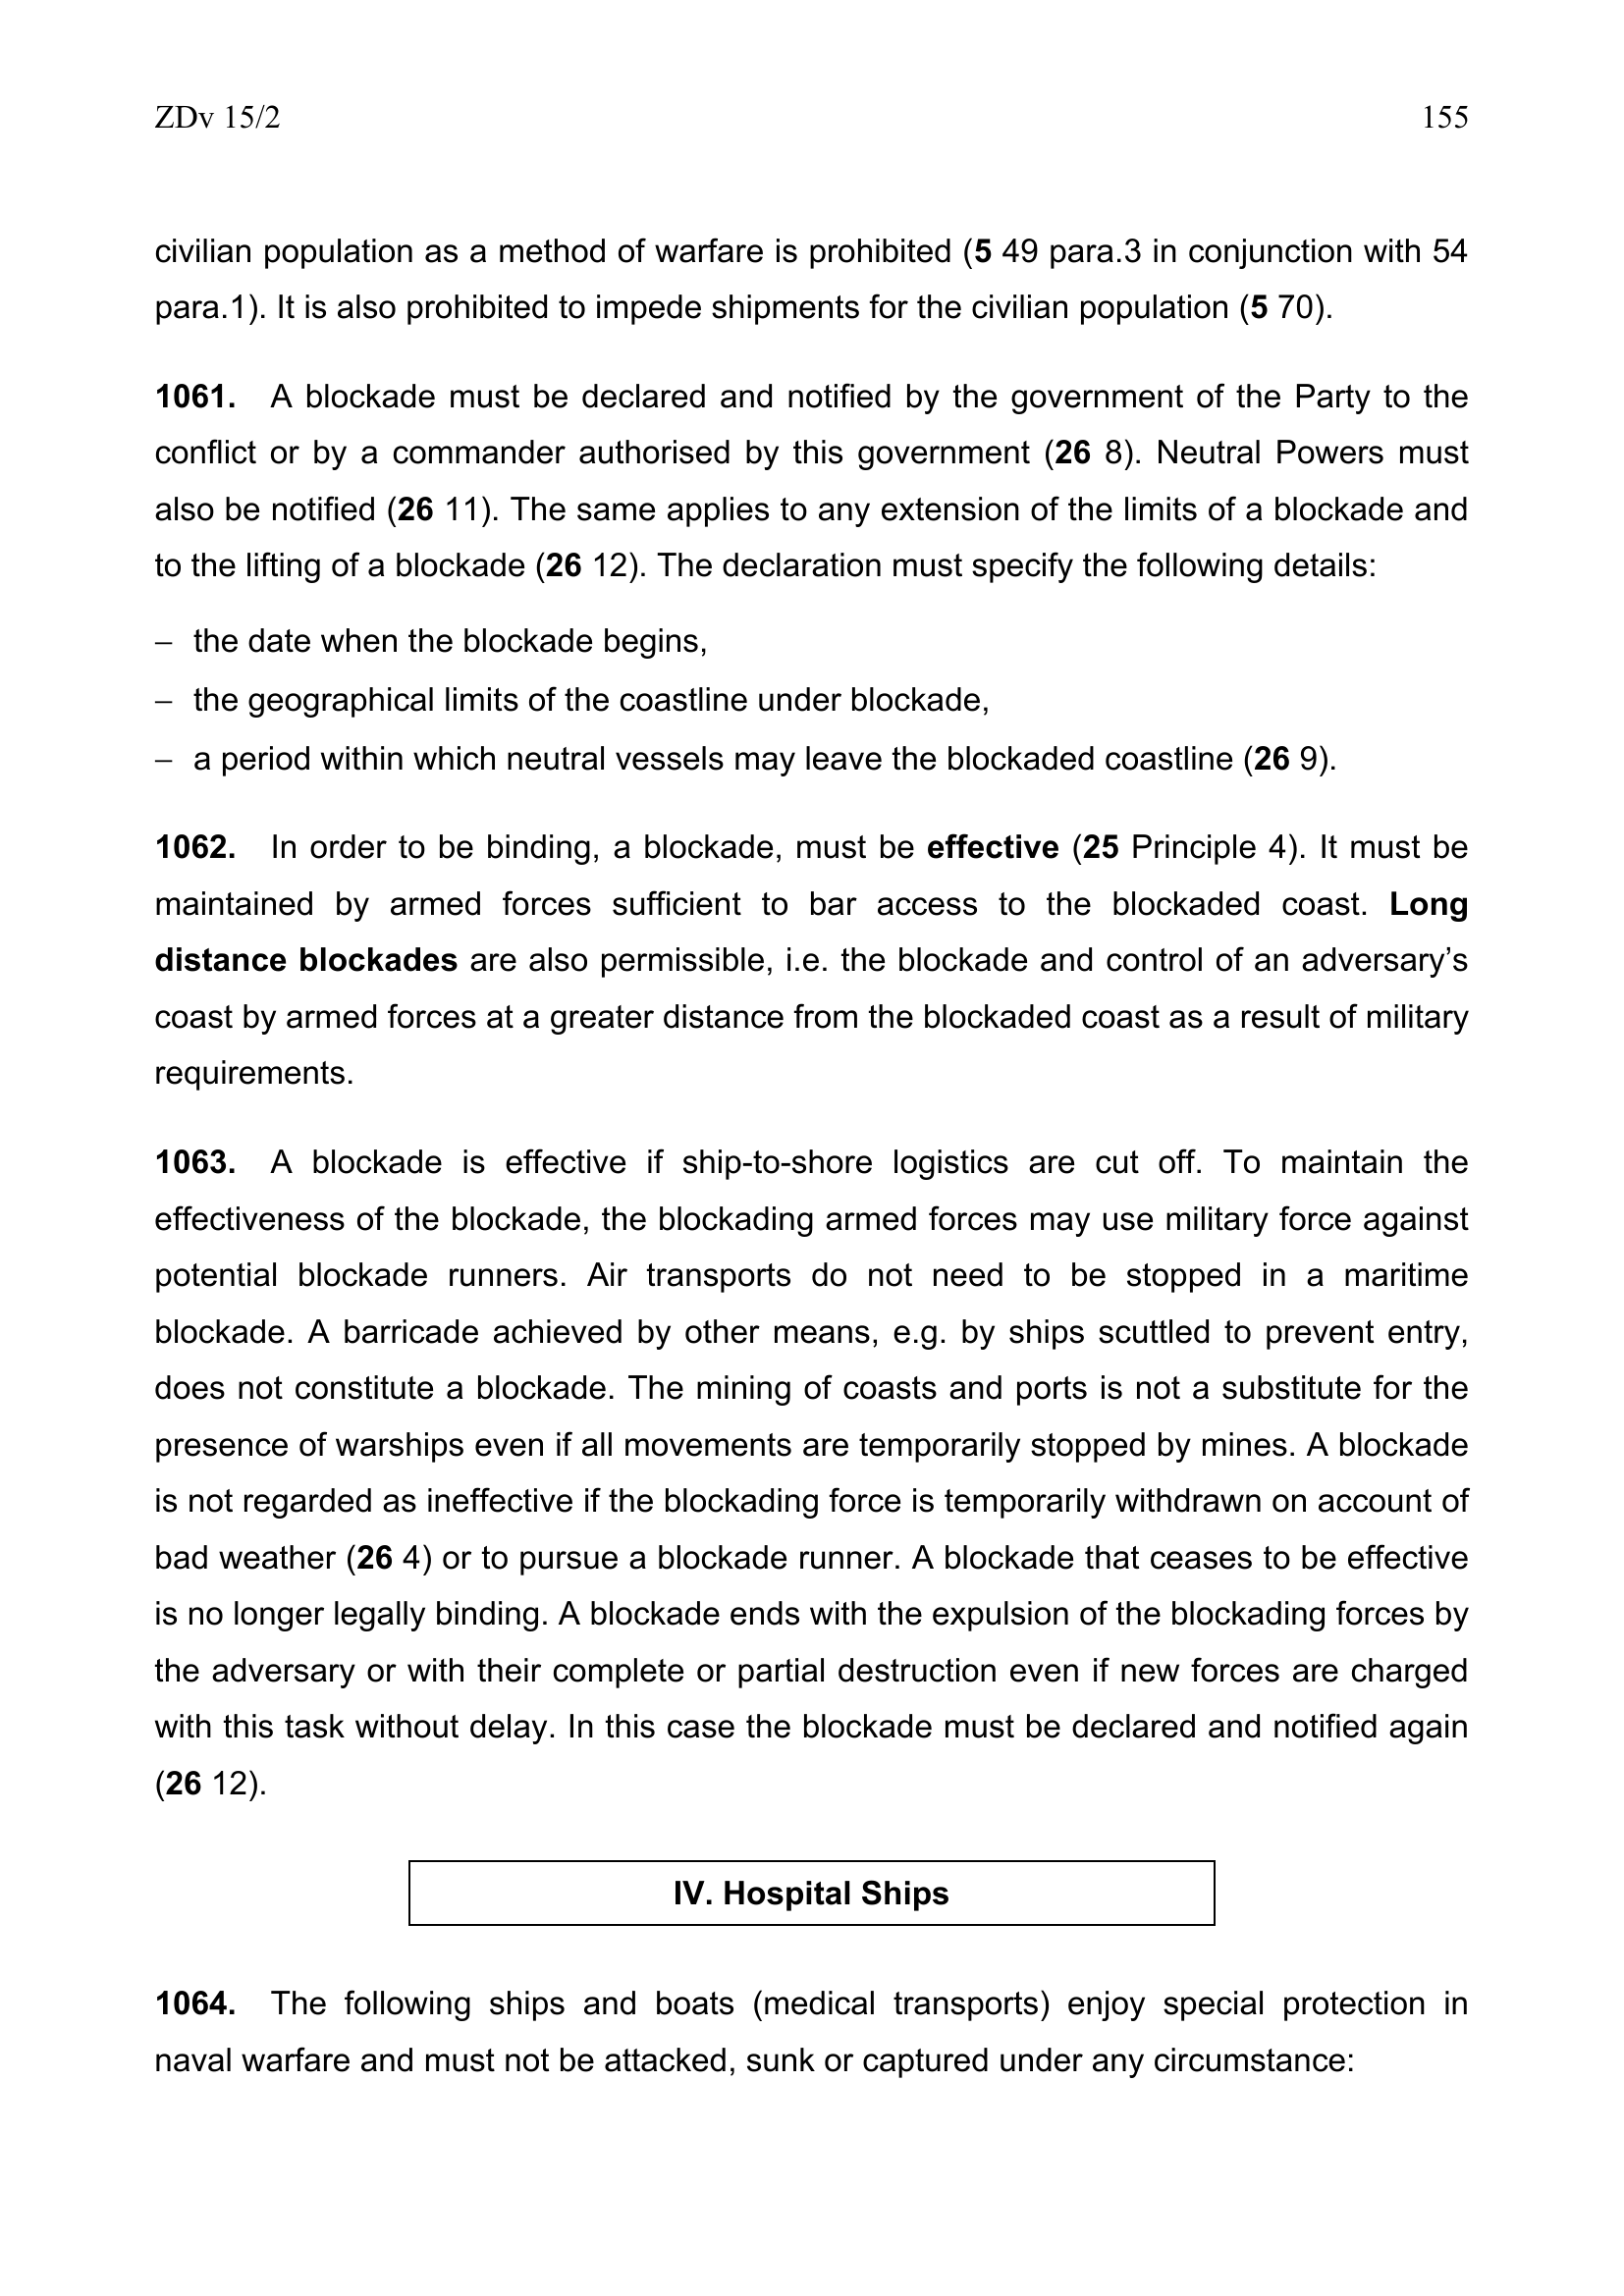 ZDv 15/2 155
civilian population as a method of warfare is prohibited (5 49 para.3 in conjunction with 54
para.1). It is also prohibited to impede shipments for the civilian population (5 70).
1061. A blockade must be declared and notified by the government of the Party to the
conflict or by a commander authorised by this government (26 8). Neutral Powers must
also be notified (26 11). The same applies to any extension of the limits of a blockade and
to the lifting of a blockade (26 12). The declaration must specify the following details:
– the date when the blockade begins,
– the geographical limits of the coastline under blockade,
– a period within which neutral vessels may leave the blockaded coastline (26 9).
1062. In order to be binding, a blockade, must be effective (25 Principle 4). It must be
maintained by armed forces sufficient to bar access to the blockaded coast. Long
distance blockades are also permissible, i.e. the blockade and control of an adversary’s
coast by armed forces at a greater distance from the blockaded coast as a result of military
requirements.
1063. A blockade is effective if ship-to-shore logistics are cut off. To maintain the
effectiveness of the blockade, the blockading armed forces may use military force against
potential blockade runners. Air transports do not need to be stopped in a maritime
blockade. A barricade achieved by other means, e.g. by ships scuttled to prevent entry,
does not constitute a blockade. The mining of coasts and ports is not a substitute for the
presence of warships even if all movements are temporarily stopped by mines. A blockade
is not regarded as ineffective if the blockading force is temporarily withdrawn on account of
bad weather (26 4) or to pursue a blockade runner. A blockade that ceases to be effective
is no longer legally binding. A blockade ends with the expulsion of the blockading forces by
the adversary or with their complete or partial destruction even if new forces are charged
with this task without delay. In this case the blockade must be declared and notified again
(26 12).
IV. Hospital Ships
1064. The following ships and boats (medical transports) enjoy special protection in
naval warfare and must not be attacked, sunk or captured under any circumstance: